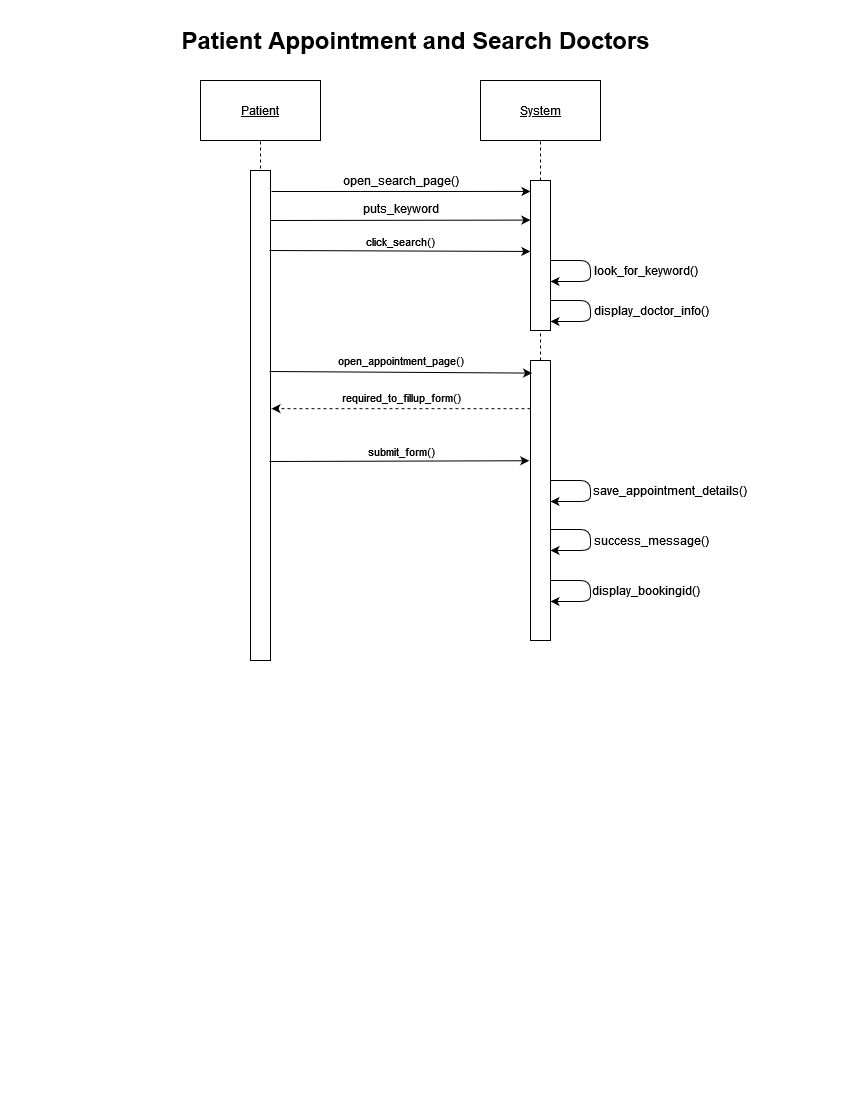 Patient Appointment and Search Doctors
Patient
System
open_search_page()
puts_keyword
click_search()
look_for_keyword()
display_doctor_info()
open_appointment_page()
required_to_fillup_form()
submit_form()
save_appointment_details()
success_message()
display_bookingid()